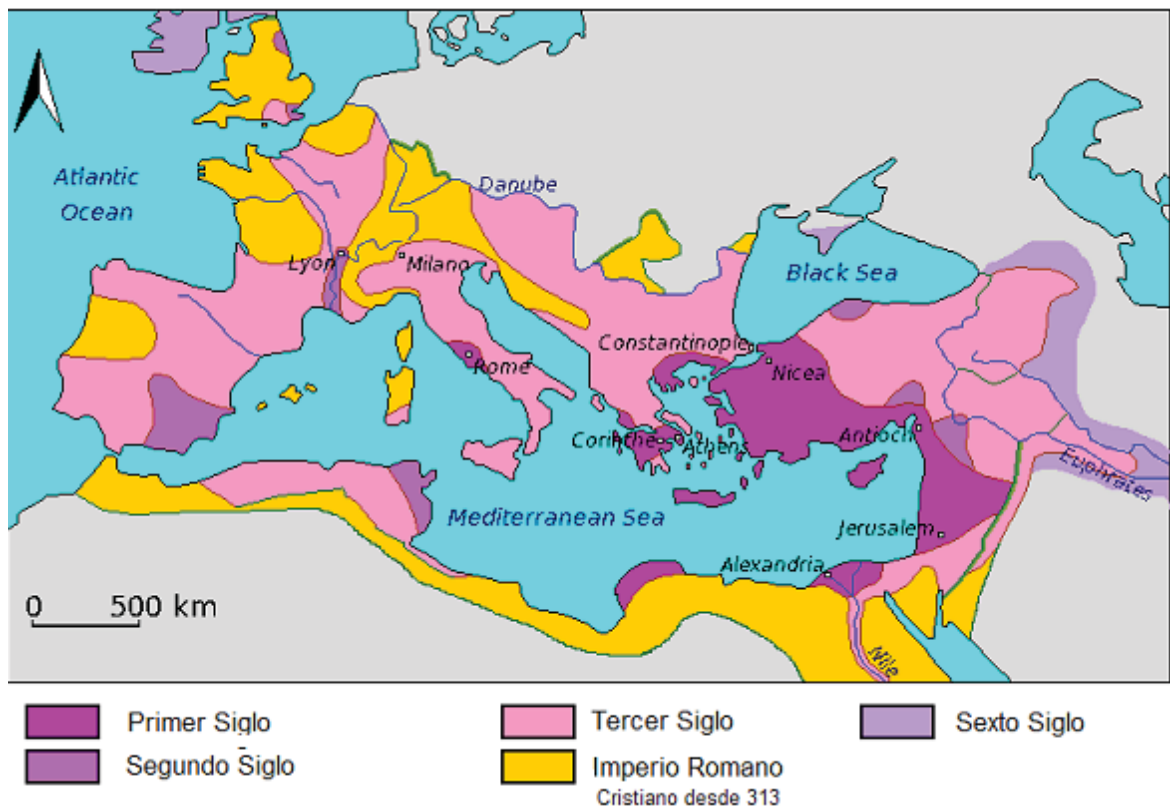 Atlantic
Ocean
Danube
Lyon
Milano
Black Sea
Constantinople
Rome
Nicea
Corinthe
Athens
Antioch
Euphrates
Mediterranean Sea
Jerusalem
Alexandria
0 500 km
Nile
Primer Siglo
Tercer Siglo
Sexto Siglo
Segundo Siglo
Imperio Romano
Cristiano desde 313